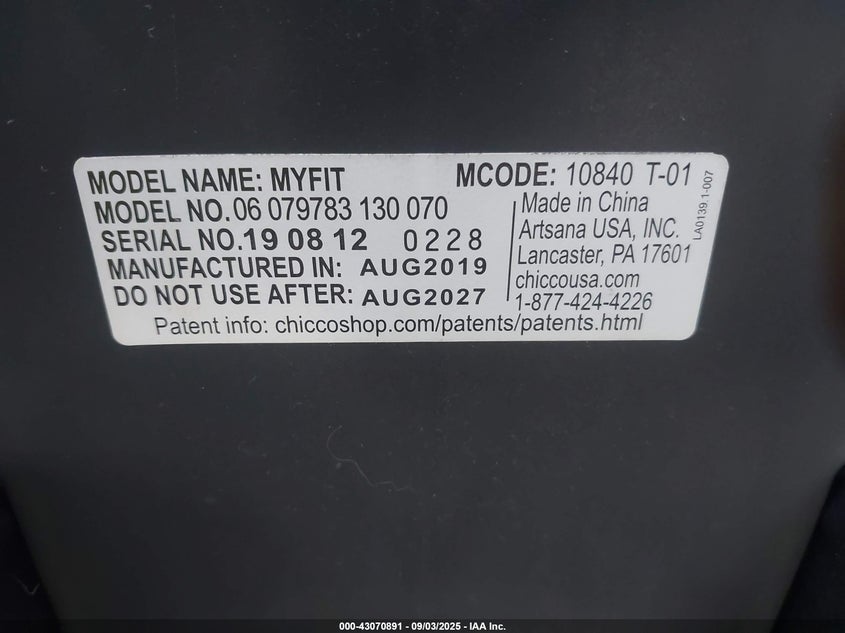 MODEL NAME: MYFIT
MODEL NO. 06 079783 130 070
SERIAL NO. 19 08 12 0228
MANUFACTURED IN: AUG2019
DO NOT USE AFTER: AUG2027
MCODE: 10840 T-01
Made in China
Artsana USA, INC.
Lancaster, PA 17601
chiccousa.com
1-877-424-4226
LA0139.1-007
Patent info: chiccoshop.com/patents/patents.html
000-43070891 - 09/03/2025 - IAA Inc.